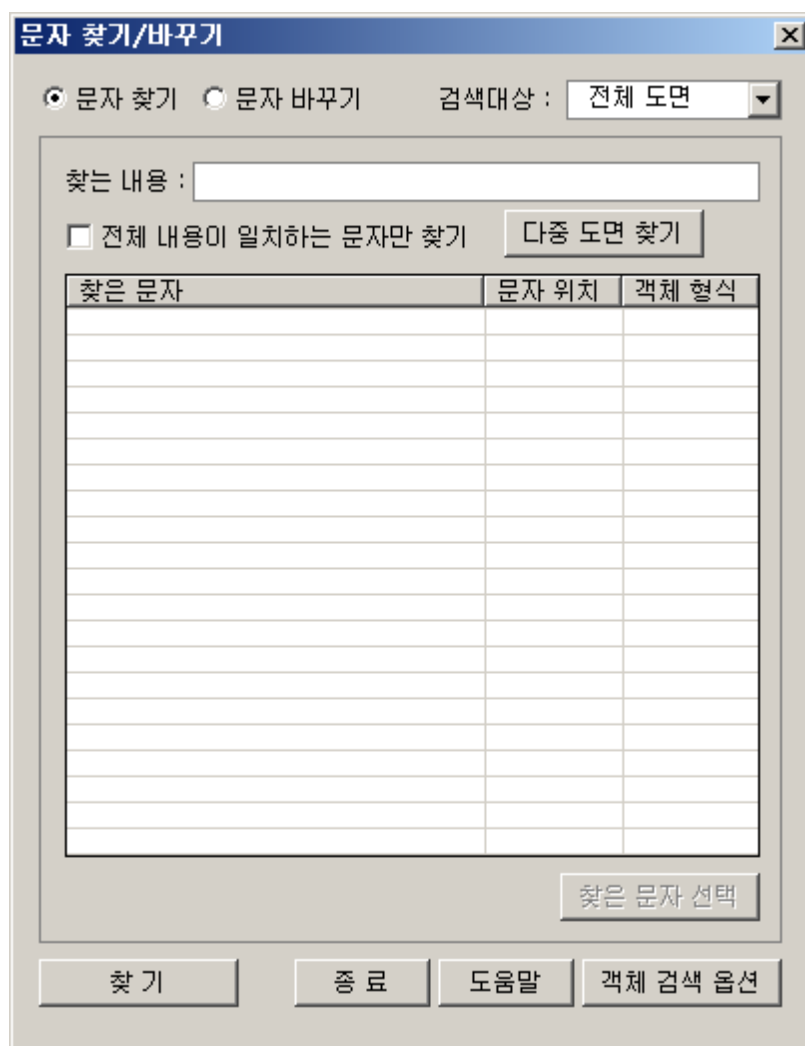 문자 찾기/바꾸기
문자 찾기 문자 바꾸기 검색대상 : 전체 도면
찾는 내용 :
전체 내용이 일치하는 문자만 찾기 다중 도면 찾기
찾은 문자 문자 위치 객체 형식
찾은 문자 선택
찾 기 종 료 도움말 객체 검색 옵션